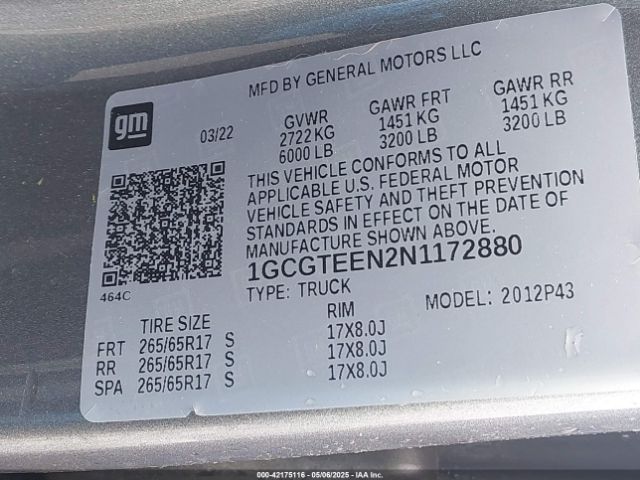 MFD BY GENERAL MOTORS LLC
gm
03/22
GVWR
2722 KG
6000 LB
GAWR FRT
1451 KG
3200 LB
GAWR RR
1451 KG
3200 LB
THIS VEHICLE CONFORMS TO ALL
APPLICABLE U.S. FEDERAL MOTOR
VEHICLE SAFETY AND THEFT PREVENTION
STANDARDS IN EFFECT ON THE DATE OF
MANUFACTURE SHOWN ABOVE.
1GCGTEEN2N1172880
464C
TYPE: TRUCK
MODEL: 2012P43
TIRE SIZE
RIM
FRT 265/65R17 S 17X8.0J
RR 265/65R17 S 17X8.0J
SPA 265/65R17 S 17X8.0J
000-42175116 - 05/06/2025 - IAA Inc.